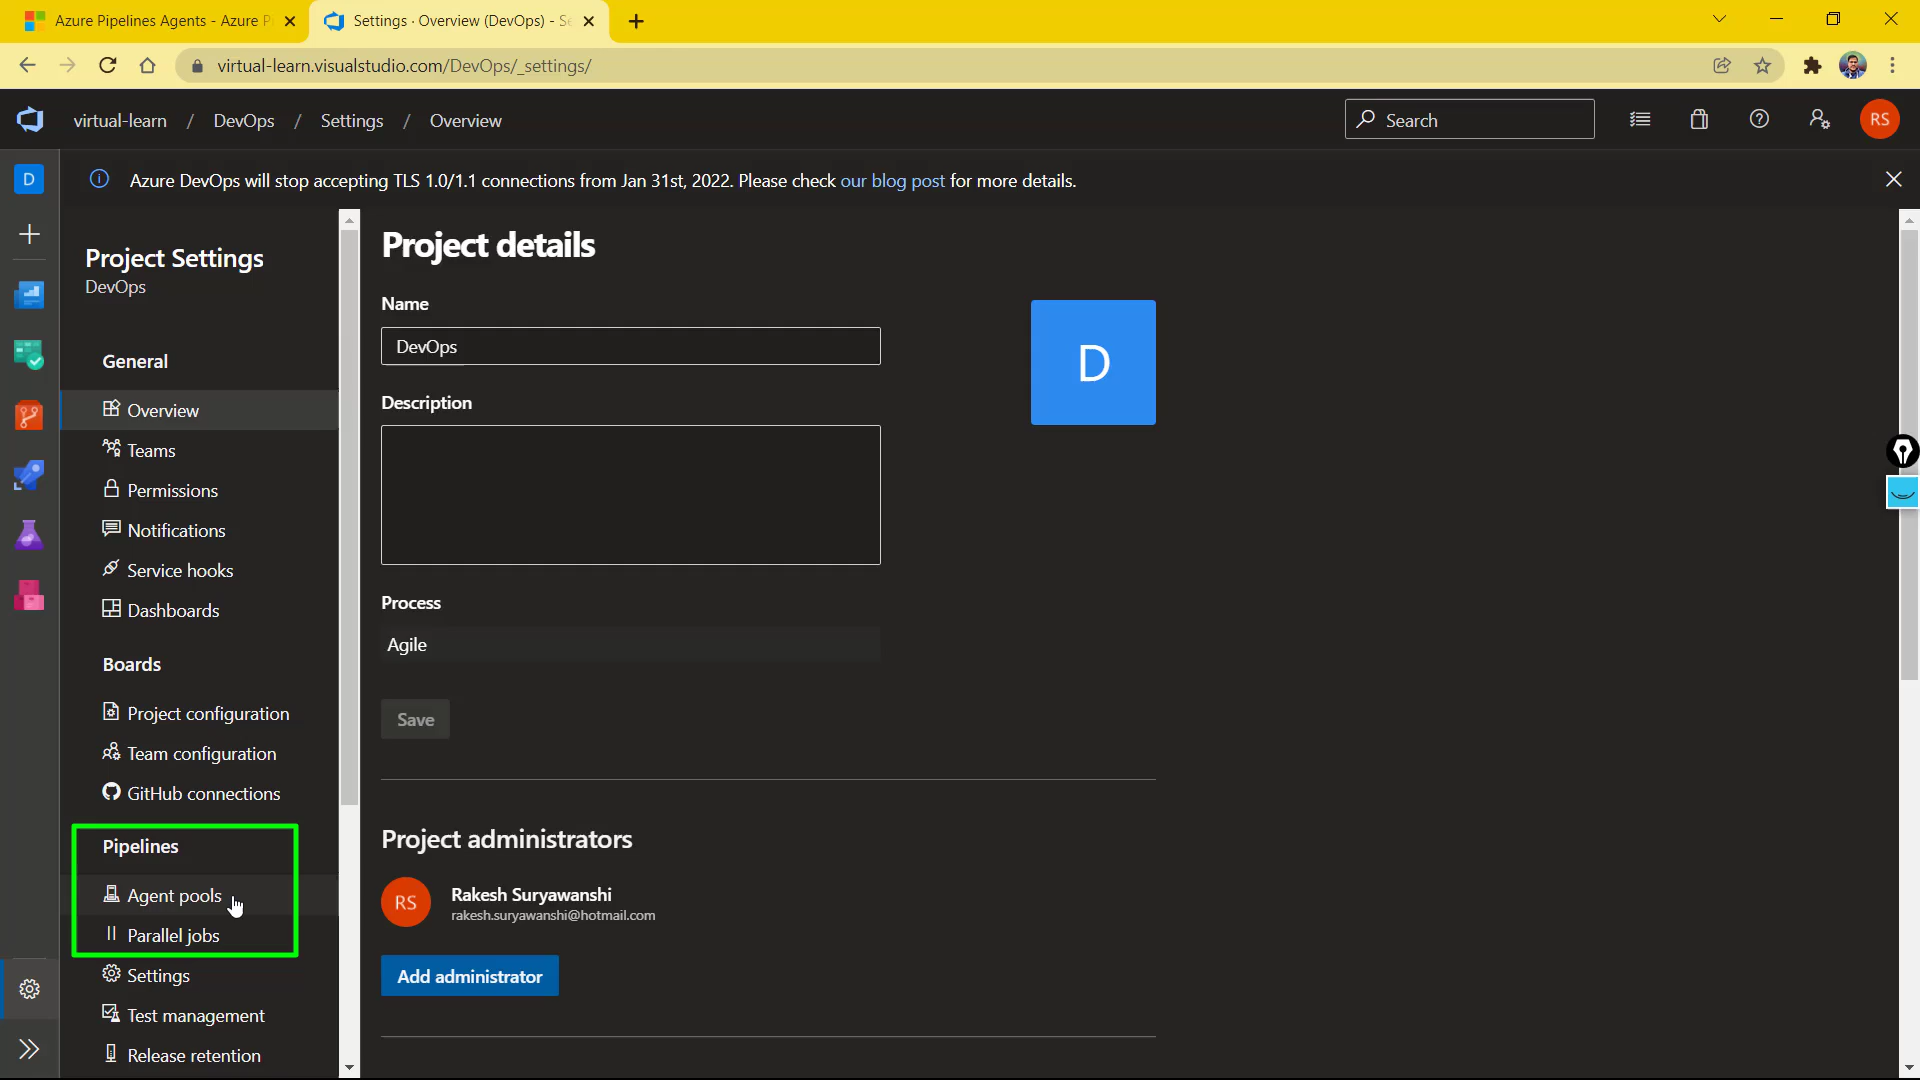 Azure Pipelines Agents - Azure P
Settings · Overview (DevOps) - Se
virtual-learn.visualstudio.com/DevOps/_settings/
virtual-learn / DevOps / Settings / Overview
Search
RS
D
Azure DevOps will stop accepting TLS 1.0/1.1 connections from Jan 31st, 2022. Please check our blog post for more details.
Project Settings
DevOps
General
Overview
Teams
Permissions
Notifications
Service hooks
Dashboards
Boards
Project configuration
Team configuration
GitHub connections
Pipelines
Agent pools
Parallel jobs
Settings
Test management
Release retention
Project details
Name
DevOps
D
Description
Process
Agile
Save
Project administrators
RS
Rakesh Suryawanshi
rakesh.suryawanshi@hotmail.com
Add administrator